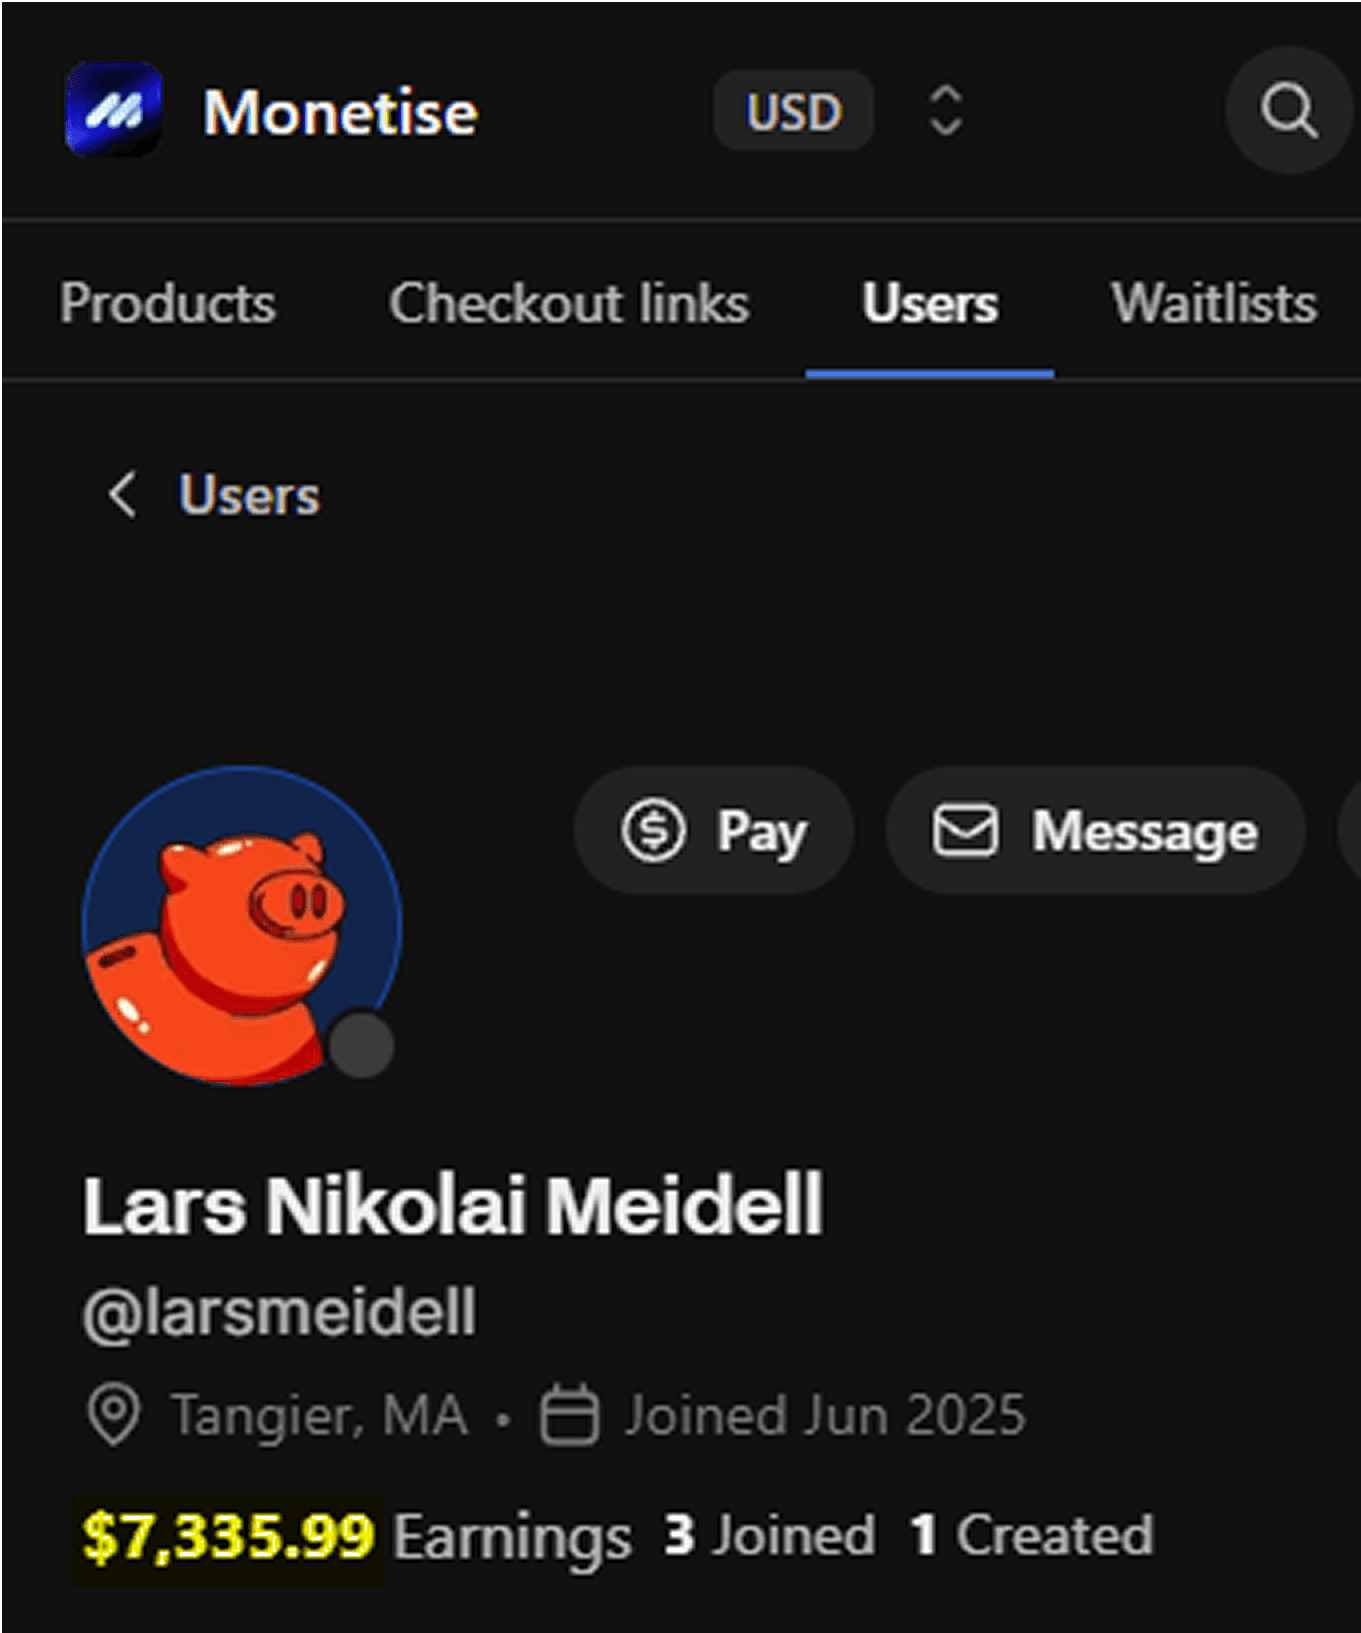 Monetise USD
Products Checkout links Users Waitlists
Users
Pay Message
Lars Nikolai Meidell
@larsmeidell
Tangier, MA • Joined Jun 2025
$7,335.99 Earnings 3 Joined 1 Created